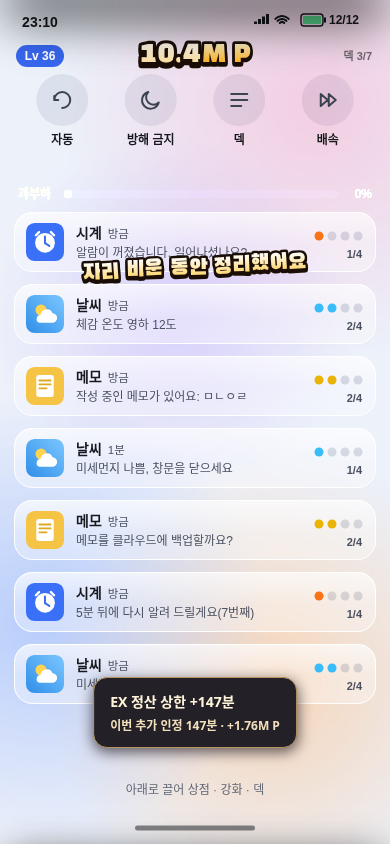 23:10
12/12
Lv 36
10.4M P
덱 3/7
자동
방해 금지
덱
배속
과부하
0%
시계 방금
알람이 꺼졌습니다. 일어나셨나요?
1/4
자리 비운 동안 정리했어요
날씨 방금
체감 온도 영하 12도
2/4
메모 방금
작성 중인 메모가 있어요: ㅁㄴㅇㄹ
2/4
날씨 1분
미세먼지 나쁨, 창문을 닫으세요
1/4
메모 방금
메모를 클라우드에 백업할까요?
2/4
시계 방금
5분 뒤에 다시 알려 드릴게요(7번째)
1/4
날씨 방금
2/4
EX 정산 상한 +147분
이번 추가 인정 147분 · +1.76M P
아래로 끌어 상점 · 강화 · 덱